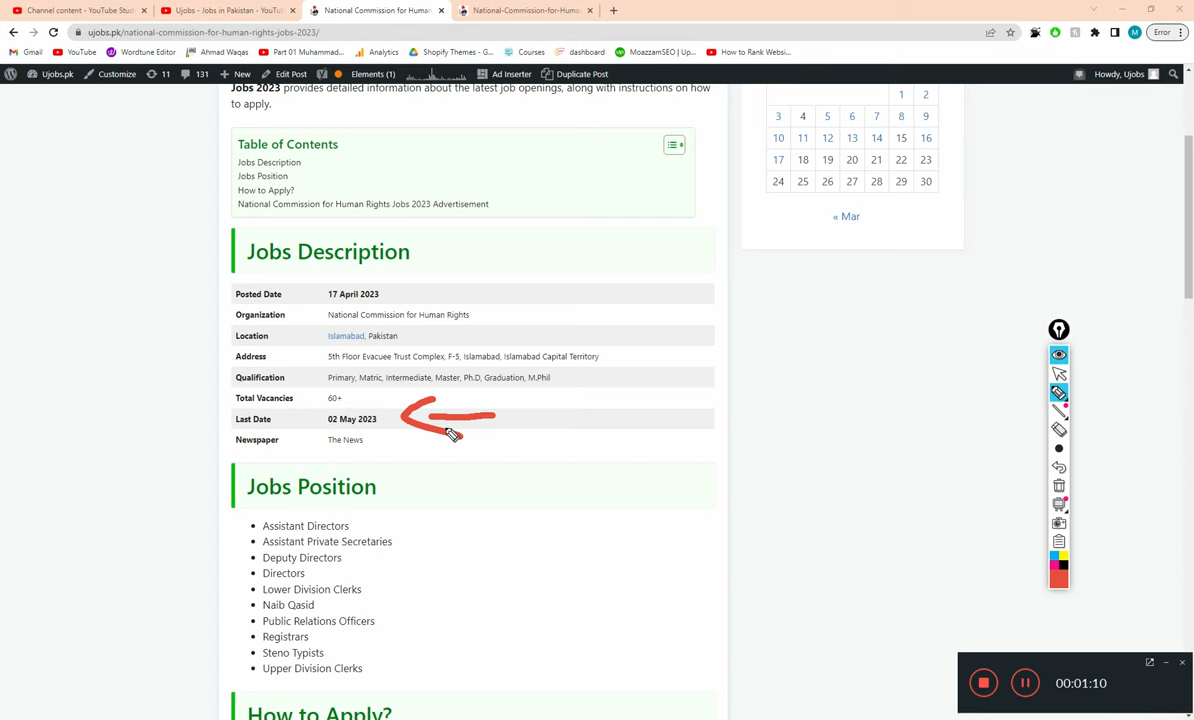 Channel content - YouTube Stud
Ujobs - Jobs in Pakistan - YouTu
National Commission for Human
National-Commission-for-Huma
ujobs.pk/national-commission-for-human-rights-jobs-2023/
Gmail YouTube Wordtune Editor Ahmad Waqas Part 01 Muhammad... Analytics Shopify Themes - G... Courses dashboard MoazzamSEO | Up... How to Rank Websi...
M Error
Ujobs.pk Customize 11 131 + New Edit Post Elements (1) Ad Inserter Duplicate Post Howdy, Ujobs
Jobs 2023 provides detailed information about the latest job openings, along with instructions on how
to apply.
Table of Contents
Jobs Description
Jobs Position
How to Apply?
National Commission for Human Rights Jobs 2023 Advertisement
1 2
3 4 5 6 7 8 9
10 11 12 13 14 15 16
17 18 19 20 21 22 23
24 25 26 27 28 29 30
« Mar
Jobs Description
Posted Date 17 April 2023
Organization National Commission for Human Rights
Location Islamabad, Pakistan
Address 5th Floor Evacuee Trust Complex, F-5, Islamabad, Islamabad Capital Territory
Qualification Primary, Matric, Intermediate, Master, Ph.D, Graduation, M.Phil
Total Vacancies 60+
Last Date 02 May 2023
Newspaper The News
Jobs Position
• Assistant Directors
• Assistant Private Secretaries
• Deputy Directors
• Directors
• Lower Division Clerks
• Naib Qasid
• Public Relations Officers
• Registrars
• Steno Typists
• Upper Division Clerks
How to Apply?
00:01:10